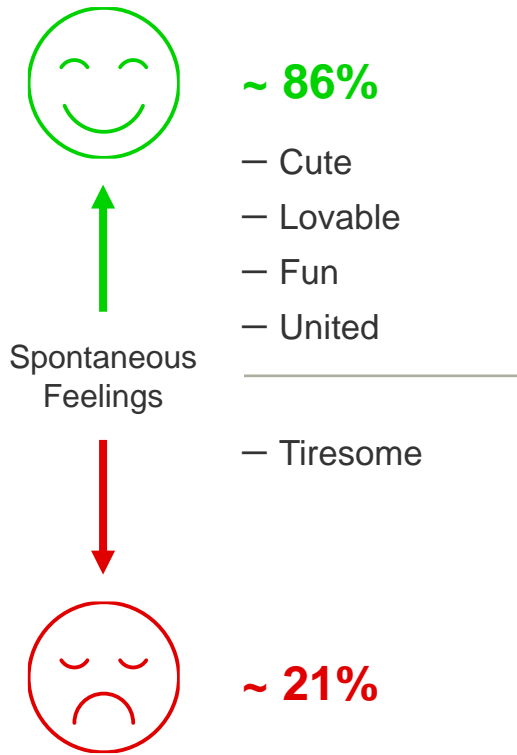 ~ 86%
— Cute
— Lovable
— Fun
— United
Spontaneous
Feelings
— Tiresome
~ 21%